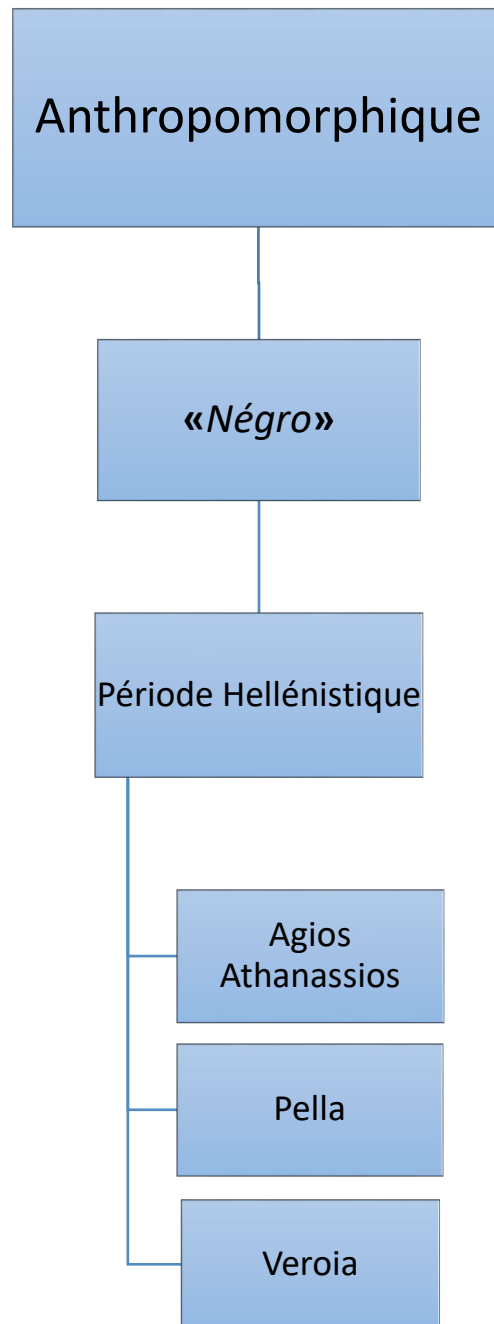 Anthropomorphique
«Négro»
Période Hellénistique
Agios
Athanassios
Pella
Veroia